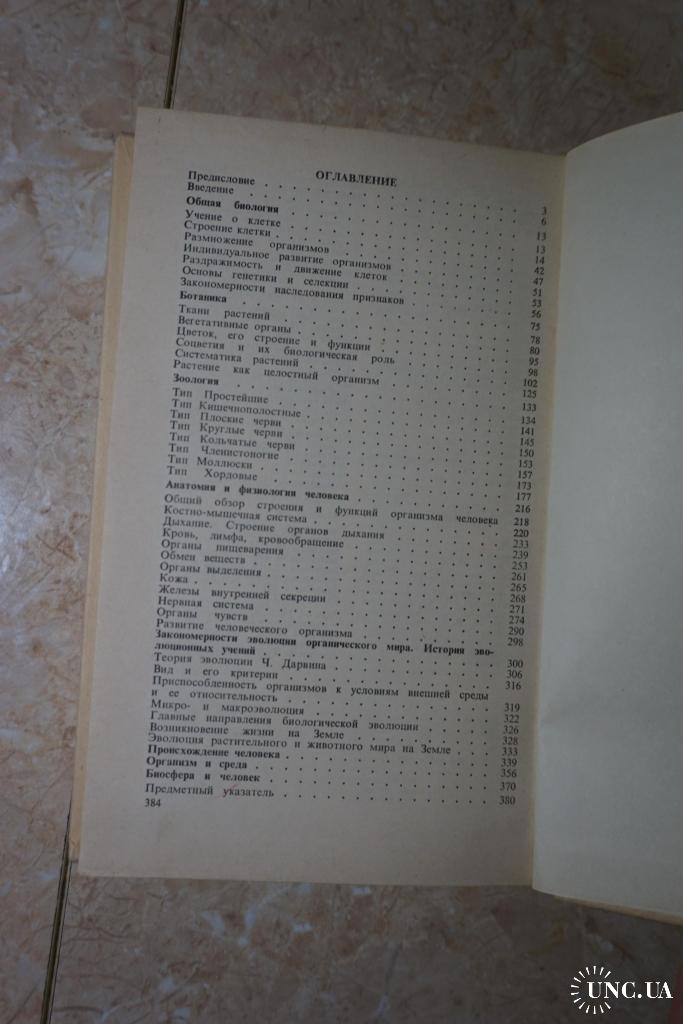 ОГЛАВЛЕНИЕ
Предисловие . . . 3
Введение . . . 6
Общая биология . . . 13
Учение о клетке . . . 13
Строение клетки . . . 14
Размножение организмов . . . 42
Индивидуальное развитие организмов . . . 47
Раздражимость и движение клеток . . . 51
Основы генетики и селекции . . . 53
Закономерности наследования признаков . . . 56
Ботаника . . . 75
Ткани растений . . . 78
Вегетативные органы . . . 80
Цветок, его строение и функции . . . 95
Соцветия и их биологическая роль . . . 98
Систематика растений . . . 102
Растение как целостный организм . . . 125
Зоология . . . 133
Тип Простейшие . . . 134
Тип Кишечнополостные . . . 141
Тип Плоские черви . . . 145
Тип Круглые черви . . . 150
Тип Кольчатые черви . . . 153
Тип Членистоногие . . . 157
Тип Моллюски . . . 173
Тип Хордовые . . . 177
Анатомия и физиология человека . . . 216
Общий обзор строения и функций организма человека 218
Костно-мышечная система . . . 220
Дыхание. Строение органов дыхания . . . 233
Кровь, лимфа, кровообращение . . . 239
Органы пищеварения . . . 253
Обмен веществ . . . 261
Органы выделения . . . 265
Кожа . . . 268
Железы внутренней секреции . . . 271
Нервная система . . . 274
Органы чувств . . . 290
Развитие человеческого организма . . . 298
Закономерности эволюции органического мира. История эво-
люционных учений . . . 300
Теория эволюции Ч. Дарвина . . . 306
Вид и его критерии . . . 316
Приспособленность организмов к условиям внешней среды
и ее относительность . . . 319
Микро- и макроэволюция . . . 322
Главные направления биологической эволюции . . . 326
Возникновение жизни на Земле . . . 328
Эволюция растительного и животного мира на Земле . . . 333
Происхождение человека . . . 339
Организм и среда . . . 356
Биосфера и человек . . . 370
Предметный указатель . . . 380
384
UNC.UA